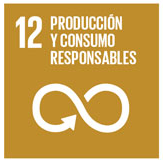 12 PRODUCCIÓN
Y CONSUMO
RESPONSABLES